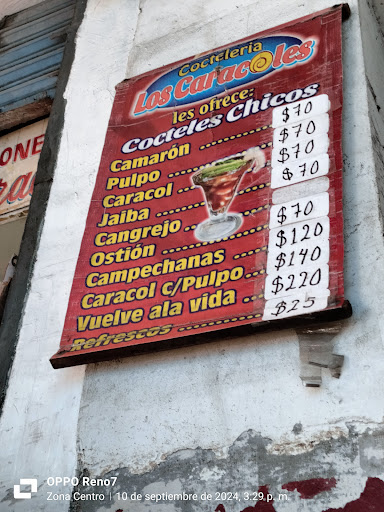 Coctelería
Los Caracoles
les ofrece:
Cocteles Chicos
Camarón ........ $70
Pulpo ........ $70
Caracol ........ $70
Jaiba ........ $70
Cangrejo ........
Ostión ........ $70
Campechanas ........ $120
Caracol c/Pulpo ........ $140
Vuelve ala vida ........ $220
Refrescos ........ $25
ONE
OPPO Reno7
Zona Centro | 10 de septiembre de 2024, 3:29 p. m.